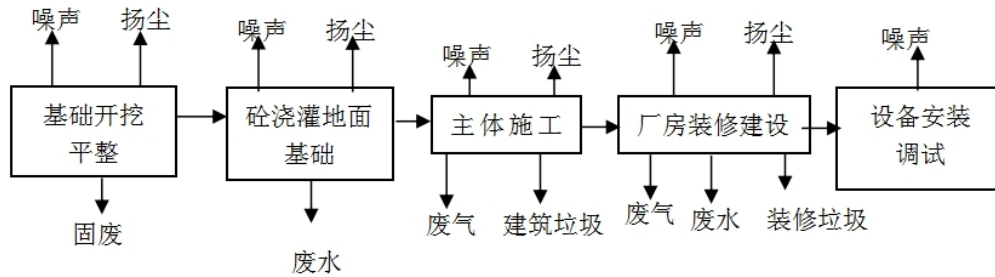 噪声 扬尘 噪声 扬尘 噪声 扬尘 噪声 扬尘 噪声
基础开挖
平整
砼浇灌地面
基础
主体施工
厂房装修建设
设备安装
调试
固废 废水 废气 建筑垃圾 废气 废水 装修垃圾